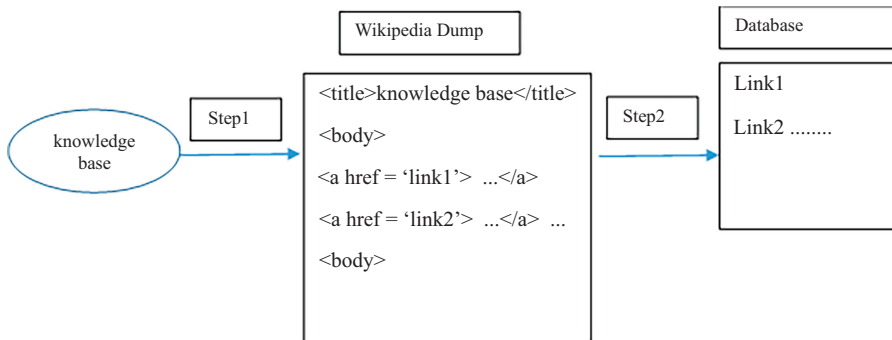 Wikipedia Dump
Database
knowledge
base
Step1
<title>knowledge base</title>
<body>
<a href = ‘link1’> ...</a>
<a href = ‘link2’> ...</a> ...
<body>
Step2
Link1
Link2 ........